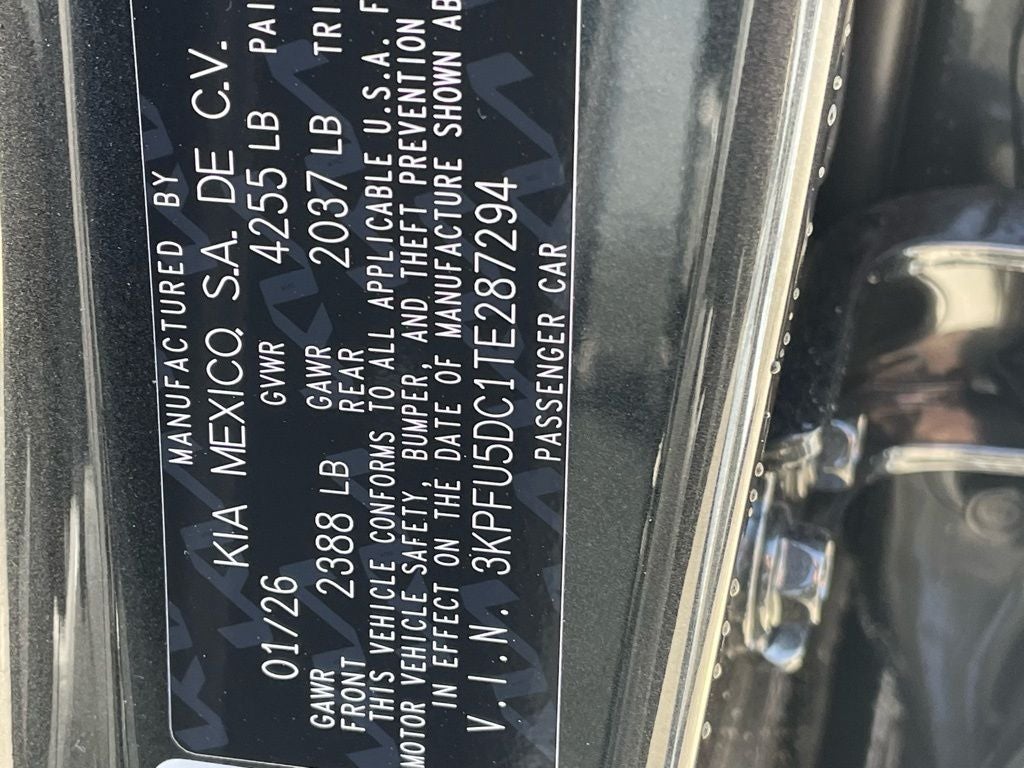 MANUFACTURED BY
KIA MEXICO, S.A. DE C.V.
01/26 GVWR 4255 LB
GAWR FRONT 2388 LB GAWR REAR 2037 LB
THIS VEHICLE CONFORMS TO ALL APPLICABLE U.S.A.
MOTOR VEHICLE SAFETY, BUMPER, AND THEFT PREVENTION
IN EFFECT ON THE DATE OF MANUFACTURE SHOWN
V.I.N. 3KPFU5DC1TE287294
PASSENGER CAR